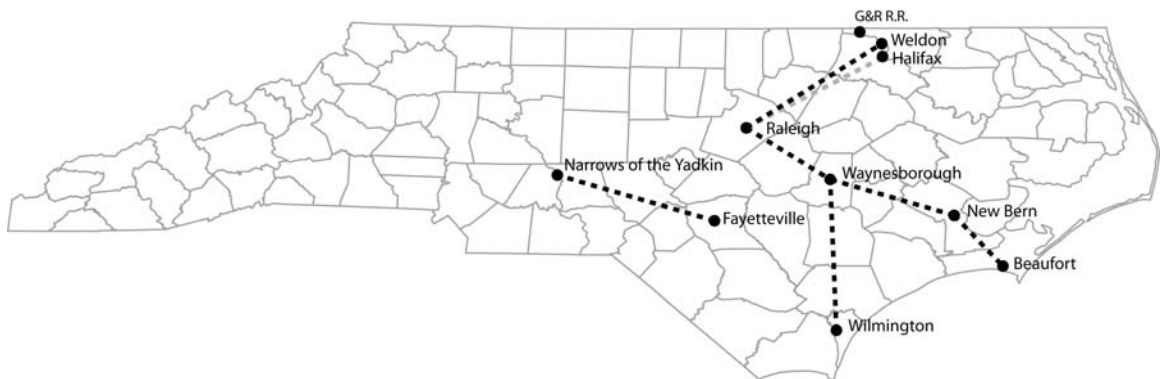 G&R R.R.
Weldon
Halifax
Raleigh
Narrows of the Yadkin
Waynesborough
New Bern
Fayetteville
Beaufort
Wilmington